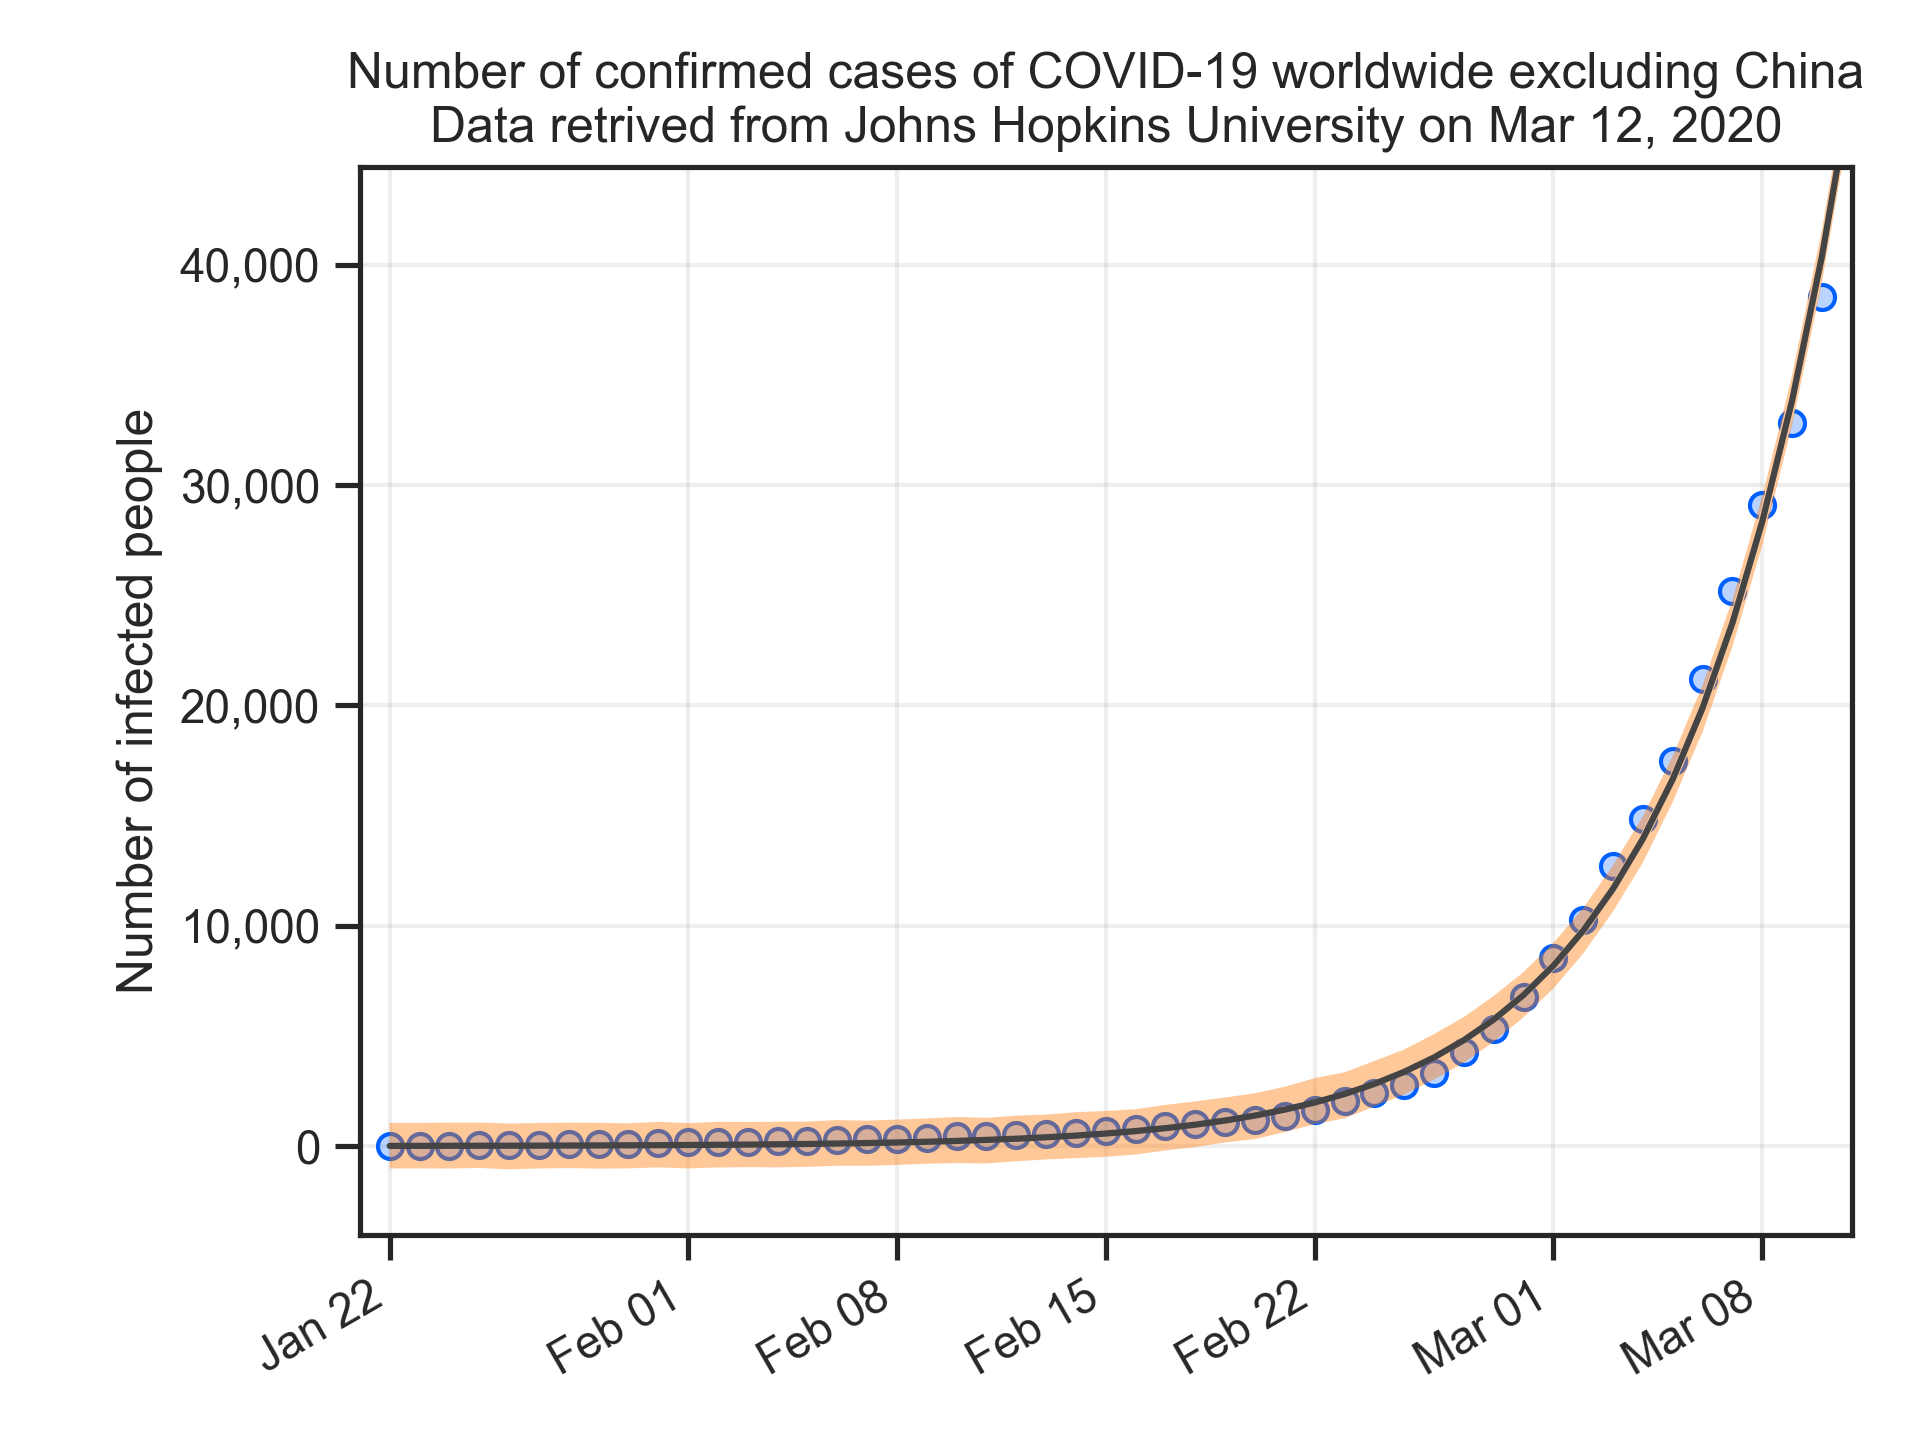 Number of confirmed cases of COVID-19 worldwide excluding China
Data retrived from Johns Hopkins University on Mar 12, 2020
Number of infected people
40,000
30,000
20,000
10,000
0
Jan 22
Feb 01
Feb 08
Feb 15
Feb 22
Mar 01
Mar 08